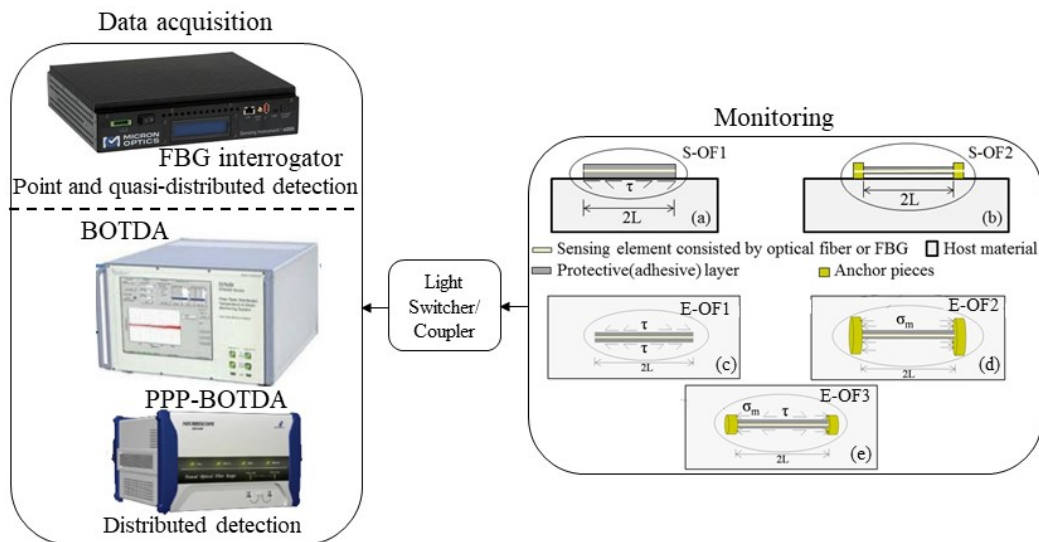 Data acquisition
MICRON
OPTICS
FBG interrogator
Point and quasi-distributed detection
BOTDA
PPP-BOTDA
Distributed detection
Light
Switcher/
Coupler
Monitoring
S-OF1
τ
2L
(a)
S-OF2
2L
(b)
Sensing element consisted by optical fiber or FBG
Host material
Protective(adhesive) layer
Anchor pieces
E-OF1
τ
τ
2L
(c)
E-OF2
σm
2L
(d)
E-OF3
σm
τ
2L
(e)